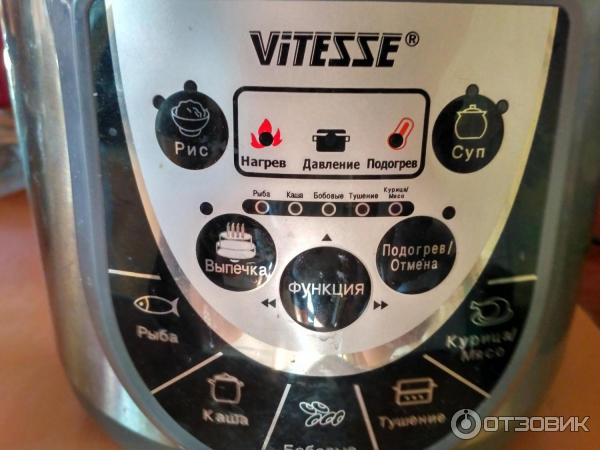 ViTESSE®
Рис
Нагрев
Давление
Подогрев
Суп
Рыба
Каша
Бобовые
Тушение
Курица/
Мясо
Выпечка
Подогрев/
Отмена
ФУНКЦИЯ
Рыба
Курица/
Мясо
Каша
Тушение
Бобовые
ОТЗОВИК